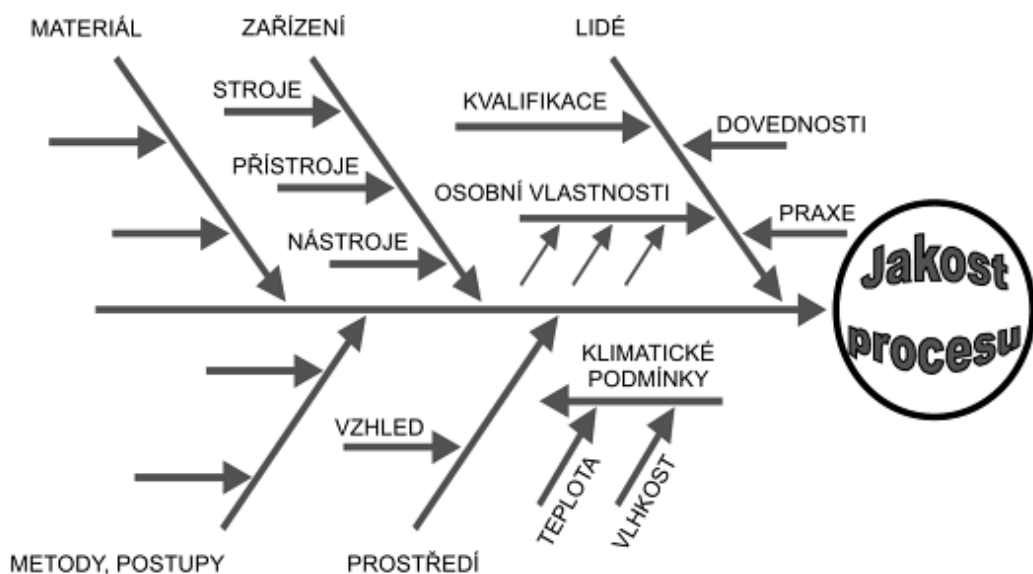 MATERIÁL
ZAŘÍZENÍ
LIDÉ
STROJE
KVALIFIKACE
DOVEDNOSTI
PŘÍSTROJE
OSOBNÍ VLASTNOSTI
PRAXE
NÁSTROJE
Jakost
procesu
KLIMATICKÉ
PODMÍNKY
VZHLED
TEPLOTA
VLHKOST
METODY, POSTUPY
PROSTŘEDÍ